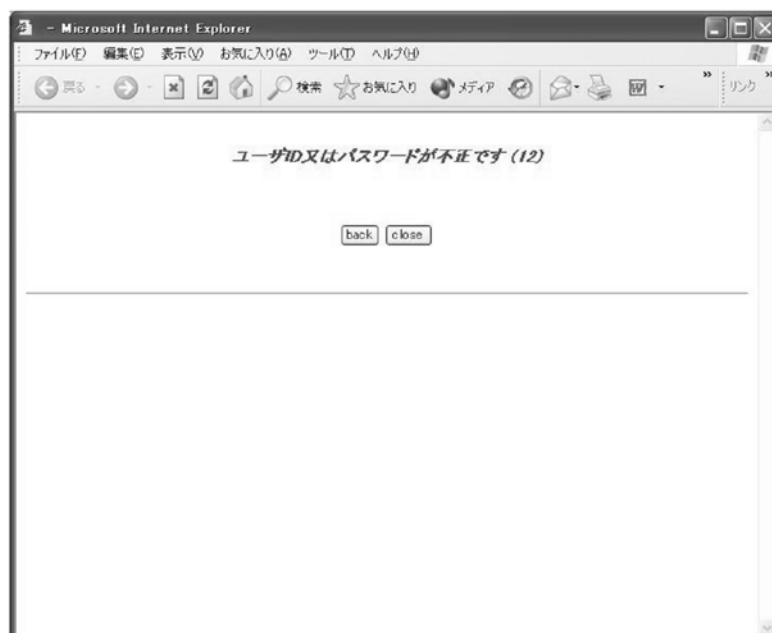 - Microsoft Internet Explorer
ファイル(F) 編集(E) 表示(V) お気に入り(A) ツール(T) ヘルプ(H)
戻る 検索 お気に入り メディア W » リンク »
ユーザID又はパスワードが不正です (12)
back close